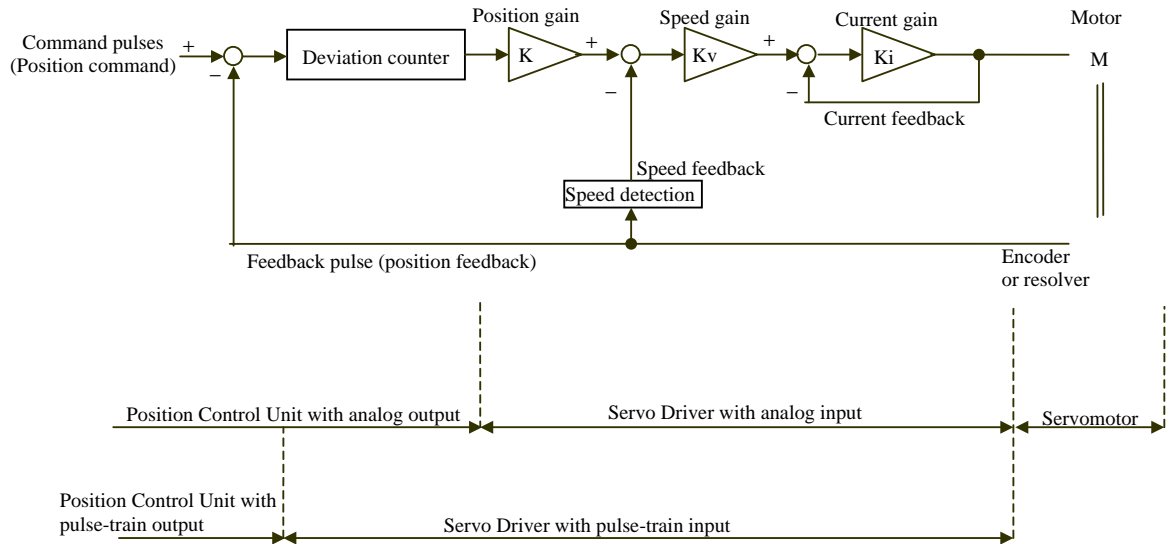 Position gain
Speed gain
Current gain
Motor
Command pulses
(Position command)
+
−
Deviation counter
K
+
−
Kv
+
−
Ki
M
Current feedback
Speed feedback
Speed detection
Feedback pulse (position feedback)
Encoder
or resolver
Position Control Unit with analog output
Servo Driver with analog input
Servomotor
Position Control Unit with
pulse-train output
Servo Driver with pulse-train input